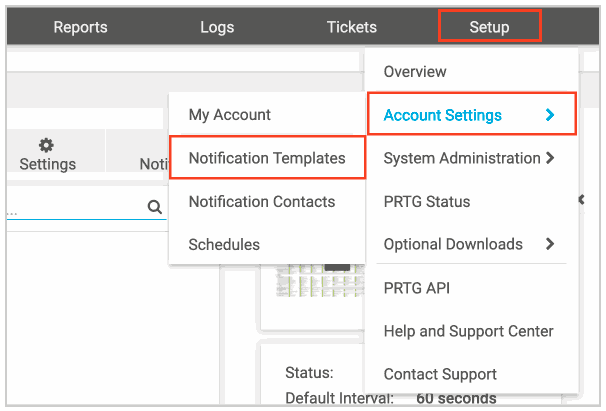 Reports Logs Tickets Setup
Overview
My Account
Account Settings
Settings
Notification Templates
System Administration
Notification Contacts
PRTG Status
Schedules
Optional Downloads
PRTG API
Help and Support Center
Status:
Contact Support
Default Interval: 60 seconds